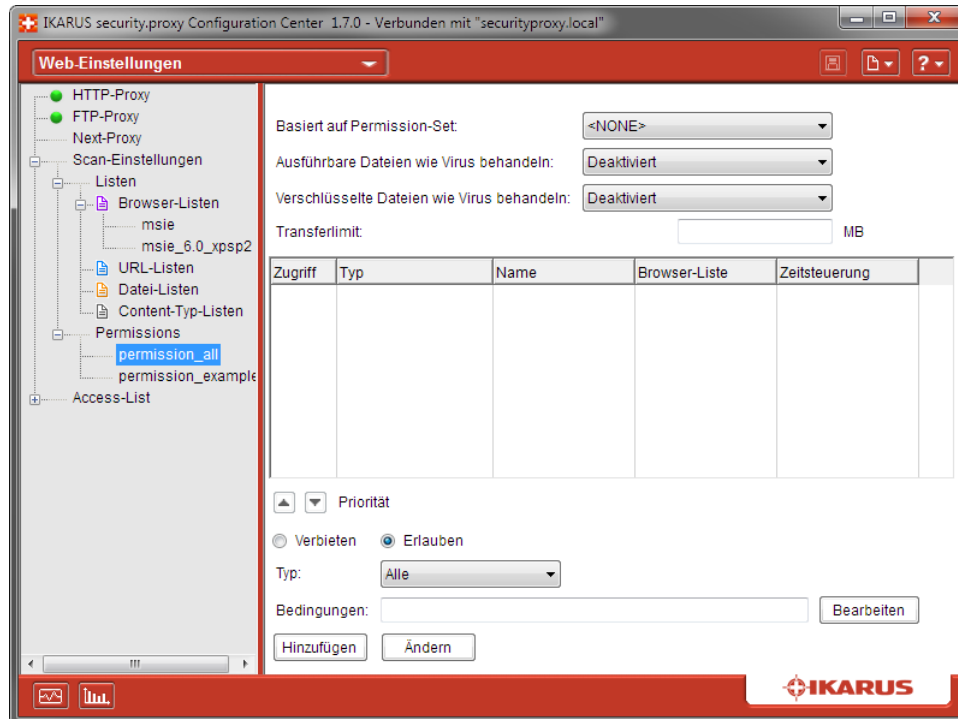 IKARUS security.proxy Configuration Center 1.7.0 - Verbunden mit "securityproxy.local"
Web-Einstellungen
HTTP-Proxy
FTP-Proxy
Next-Proxy
Scan-Einstellungen
Listen
Browser-Listen
msie
msie_6.0_xpsp2
URL-Listen
Datei-Listen
Content-Typ-Listen
Permissions
permission_all
permission_example
Access-List
Basiert auf Permission-Set: <NONE>
Ausführbare Dateien wie Virus behandeln: Deaktiviert
Verschlüsselte Dateien wie Virus behandeln: Deaktiviert
Transferlimit: MB
Zugriff Typ Name Browser-Liste Zeitsteuerung
Priorität
Verbieten Erlauben
Typ: Alle
Bedingungen: Bearbeiten
Hinzufügen Ändern
IKARUS